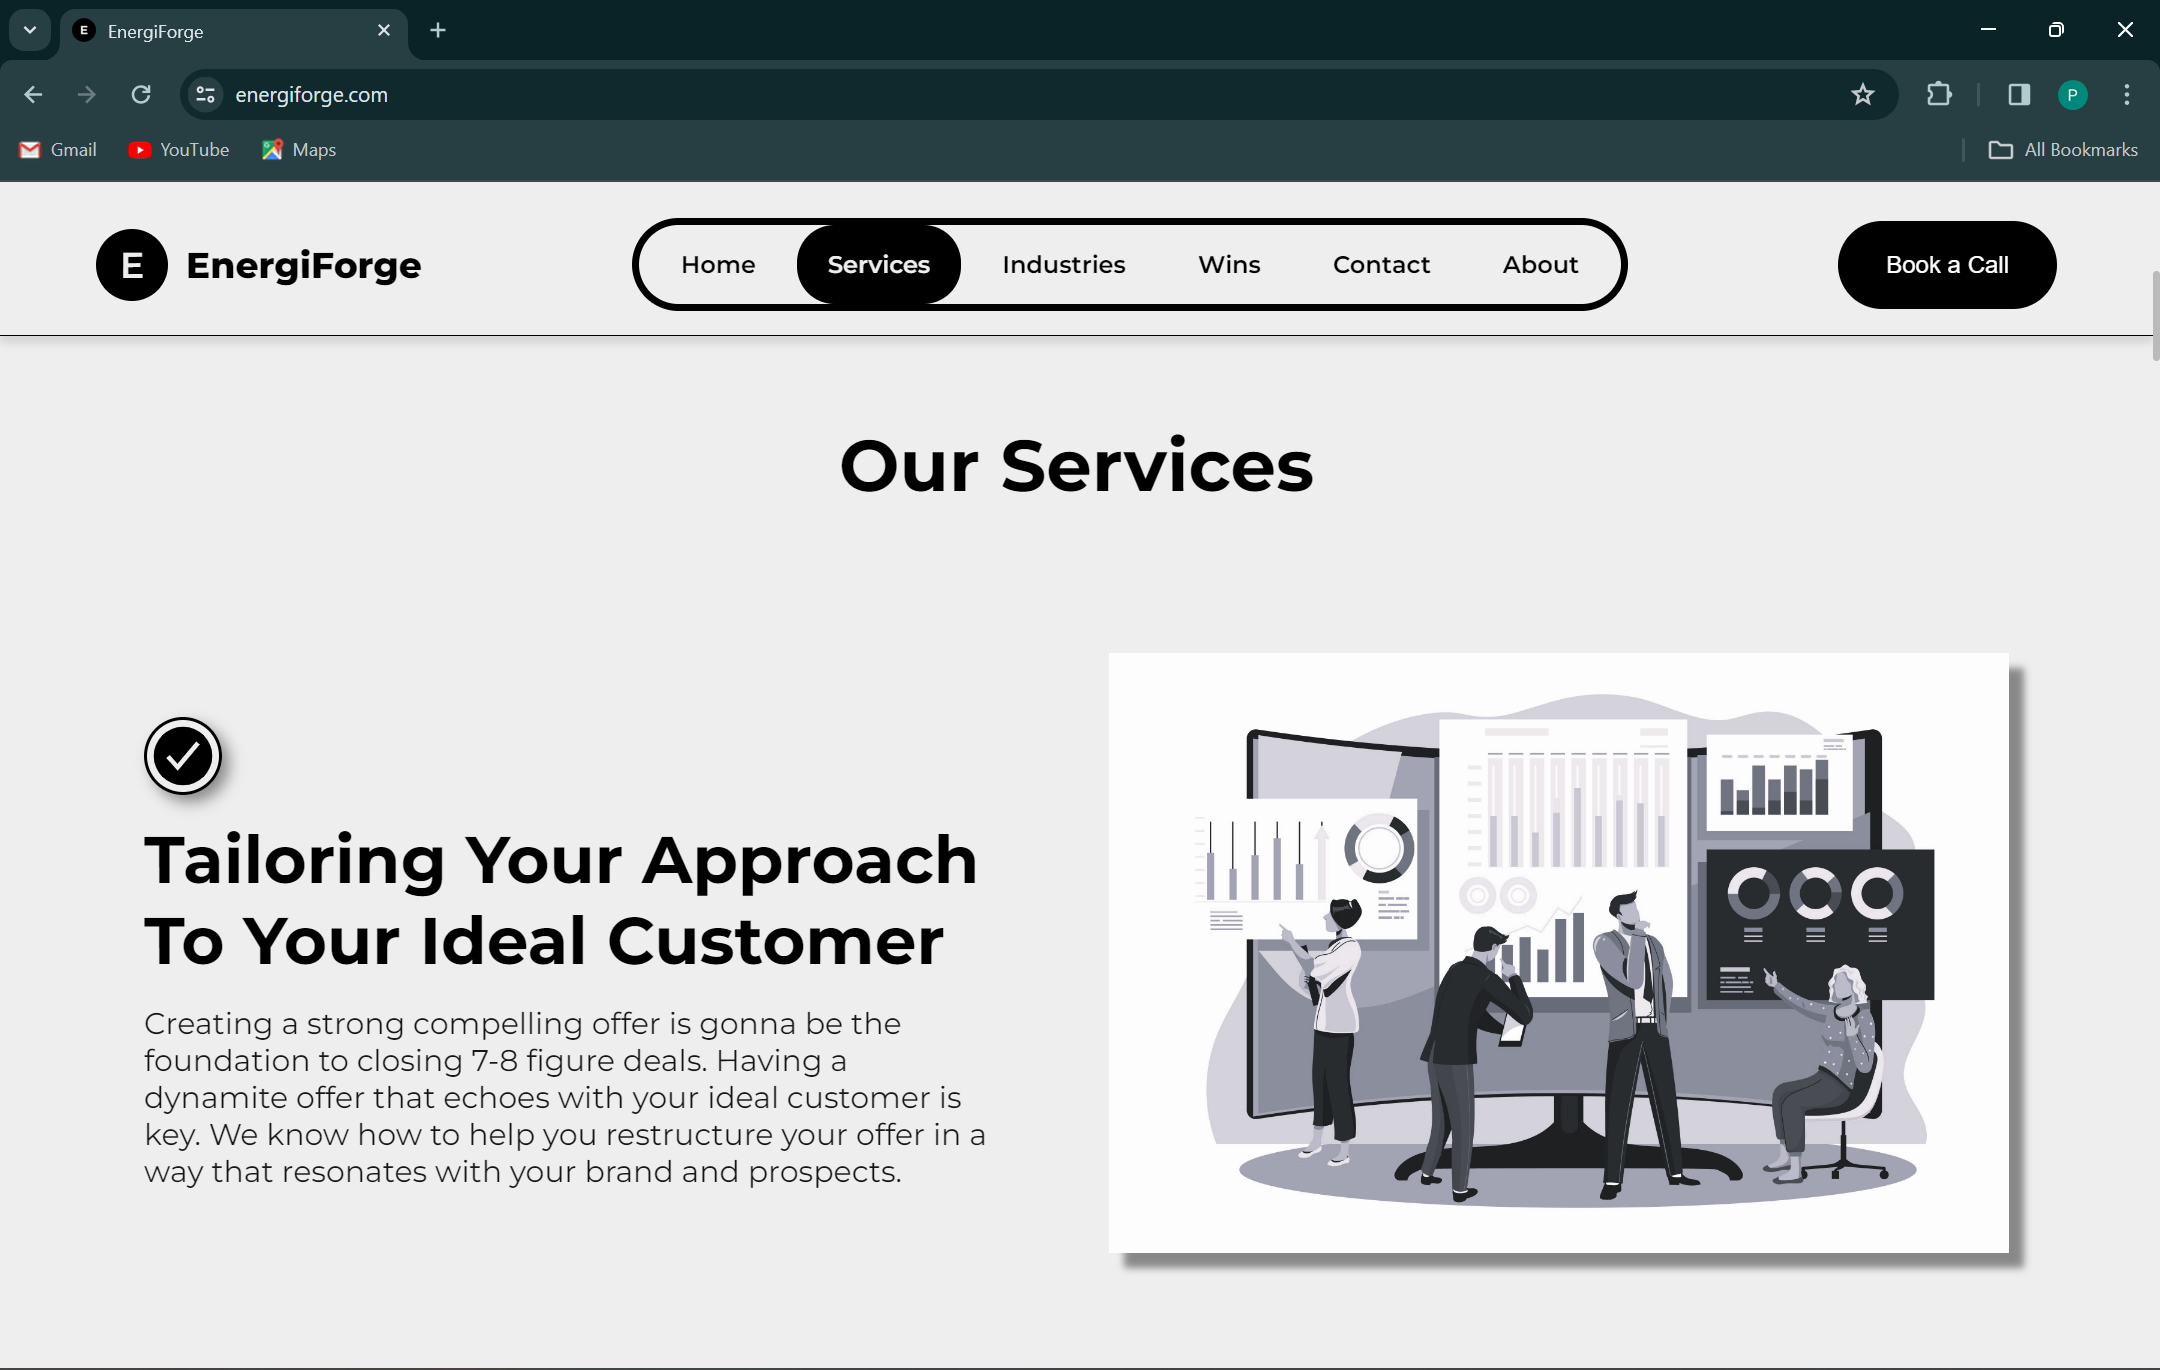 E EnergiForge
energiforge.com
P
Gmail YouTube Maps All Bookmarks
E EnergiForge Home Services Industries Wins Contact About Book a Call
Our Services
Tailoring Your Approach
To Your Ideal Customer
Creating a strong compelling offer is gonna be the
foundation to closing 7-8 figure deals. Having a
dynamite offer that echoes with your ideal customer is
key. We know how to help you restructure your offer in a
way that resonates with your brand and prospects.